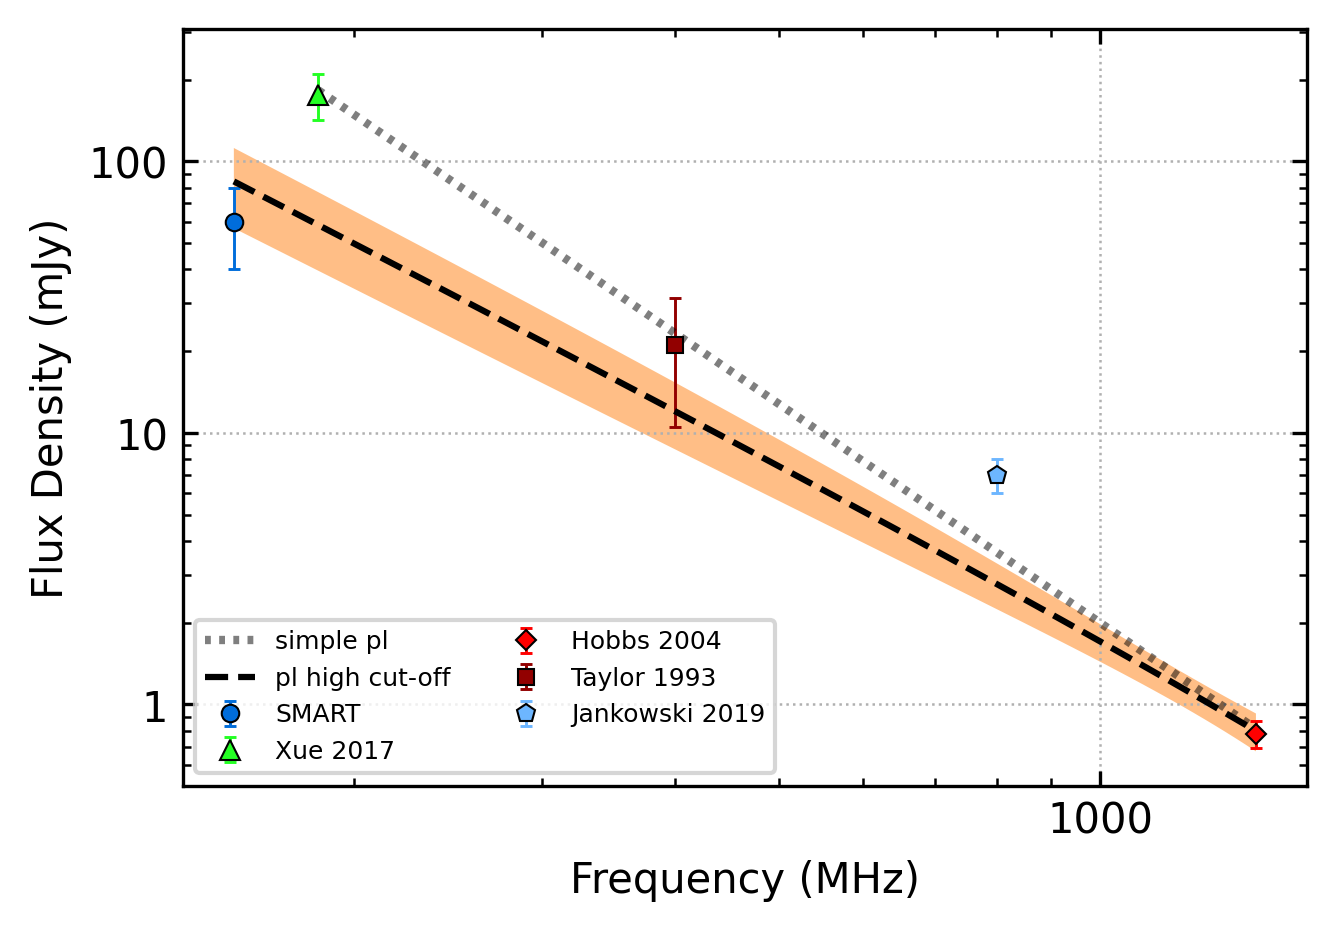 Flux Density (mJy)
100
10
1
simple pl
pl high cut-off
SMART
Xue 2017
Hobbs 2004
Taylor 1993
Jankowski 2019
1000
Frequency (MHz)